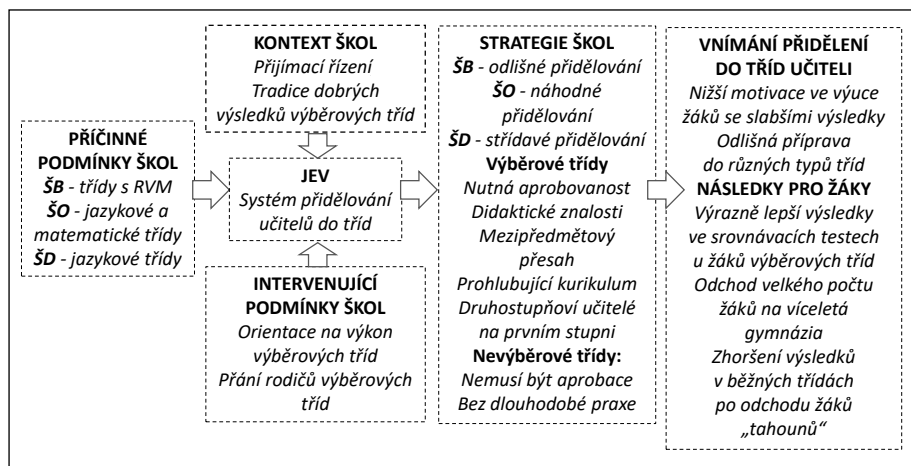 PŘÍČINNÉ
PODMÍNKY ŠKOL
ŠB - třídy s RVM
ŠO - jazykové a
matematické třídy
ŠD - jazykové třídy
KONTEXT ŠKOL
Přijímací řízení
Tradice dobrých
výsledků výběrových tříd
JEV
Systém přidělování
učitelů do tříd
INTERVENUJÍCÍ
PODMÍNKY ŠKOL
Orientace na výkon
výběrových tříd
Přání rodičů výběrových
tříd
STRATEGIE ŠKOL
ŠB - odlišné přidělování
ŠO - náhodné
přidělování
ŠD - střídavé přidělování
Výběrové třídy
Nutná aprobovanost
Didaktické znalosti
Mezipředmětový
přesah
Prohlubující kurikulum
Druhostupňoví učitelé
na prvním stupni
Nevýběrové třídy:
Nemusí být aprobace
Bez dlouhodobé praxe
VNÍMÁNÍ PŘIDĚLENÍ
DO TŘÍD UČITELI
Nižší motivace ve výuce
žáků se slabšími výsledky
Odlišná příprava
do různých typů tříd
NÁSLEDKY PRO ŽÁKY
Výrazně lepší výsledky
ve srovnávacích testech
u žáků výběrových tříd
Odchod velkého počtu
žáků na víceletá
gymnázia
Zhoršení výsledků
v běžných třídách
po odchodu žáků
„tahounů“